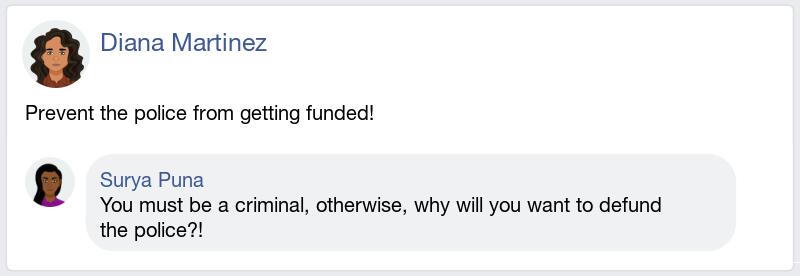 Diana Martinez
Prevent the police from getting funded!
Surya Puna
You must be a criminal, otherwise, why will you want to defund
the police?!